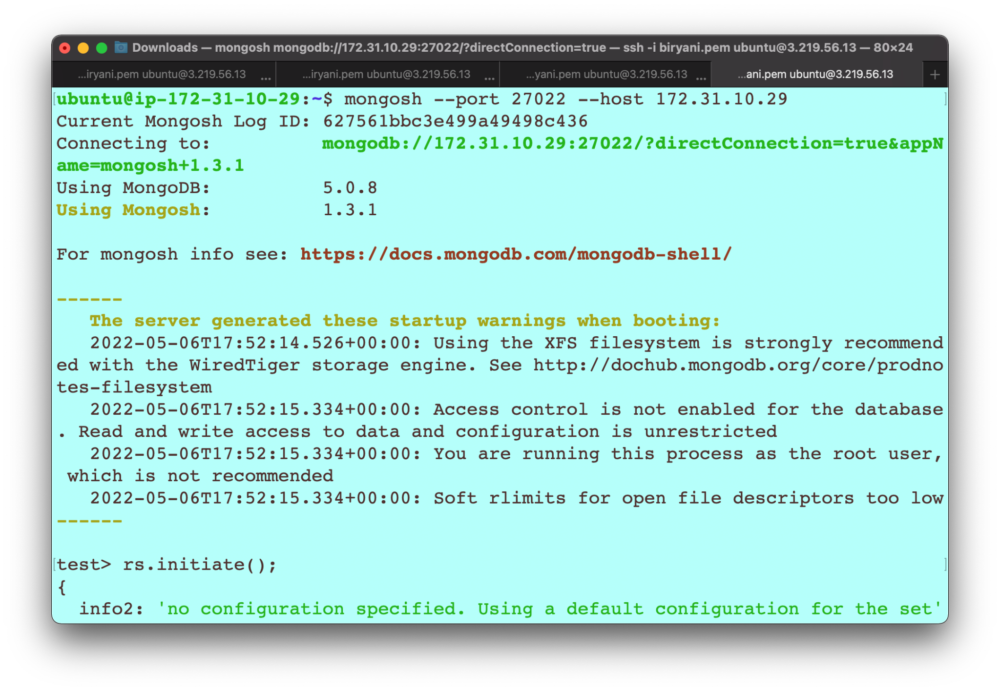 Downloads — mongosh mongodb://172.31.10.29:27022/?directConnection=true — ssh -i biryani.pem ubuntu@3.219.56.13 — 80×24
...iryani.pem ubuntu@3.219.56.13 ... ...iryani.pem ubuntu@3.219.56.13 ... ...yani.pem ubuntu@3.219.56.13 ... ...ani.pem ubuntu@3.219.56.13 +
[ubuntu@ip-172-31-10-29:~$ mongosh --port 27022 --host 172.31.10.29 ]
Current Mongosh Log ID: 627561bbc3e499a49498c436
Connecting to:          mongodb://172.31.10.29:27022/?directConnection=true&appN
ame=mongosh+1.3.1
Using MongoDB:          5.0.8
Using Mongosh:          1.3.1
For mongosh info see: https://docs.mongodb.com/mongodb-shell/
------
   The server generated these startup warnings when booting:
   2022-05-06T17:52:14.526+00:00: Using the XFS filesystem is strongly recommend
ed with the WiredTiger storage engine. See http://dochub.mongodb.org/core/prodno
tes-filesystem
   2022-05-06T17:52:15.334+00:00: Access control is not enabled for the database
. Read and write access to data and configuration is unrestricted
   2022-05-06T17:52:15.334+00:00: You are running this process as the root user,
 which is not recommended
   2022-05-06T17:52:15.334+00:00: Soft rlimits for open file descriptors too low
------
[test> rs.initiate(); ]
{
  info2: 'no configuration specified. Using a default configuration for the set'